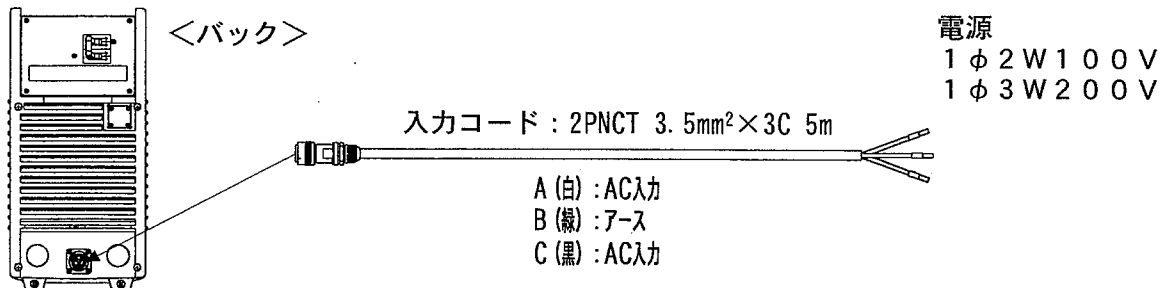 ＜バック＞
電源
１φ２Ｗ１００Ｖ
１φ３Ｗ２００Ｖ
入力コード：2PNCT 3.5mm²×3C 5m
A(白)：AC入力
B(緑)：アース
C(黒)：AC入力